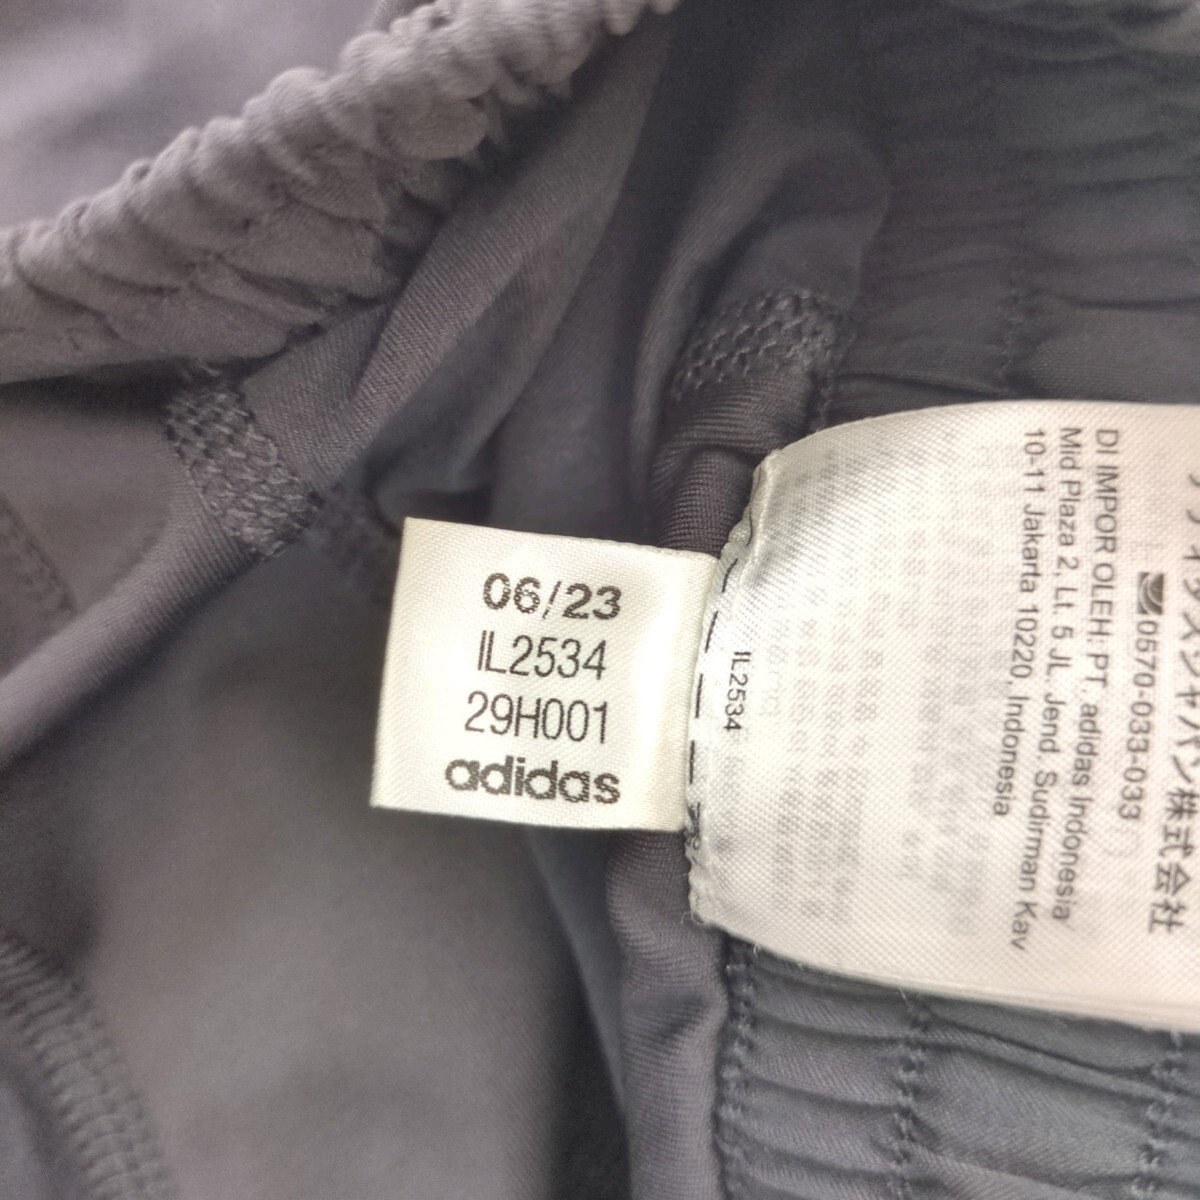 06/23
IL2534
29H001
adidas
IL2534
アディダスジャパン株式会社
0570-033-033
DI IMPOR OLEH: PT. adidas Indonesia
Mid Plaza 2, Lt. 5 JL. Jend. Sudirman Kav
10-11 Jakarta 10220, Indonesia